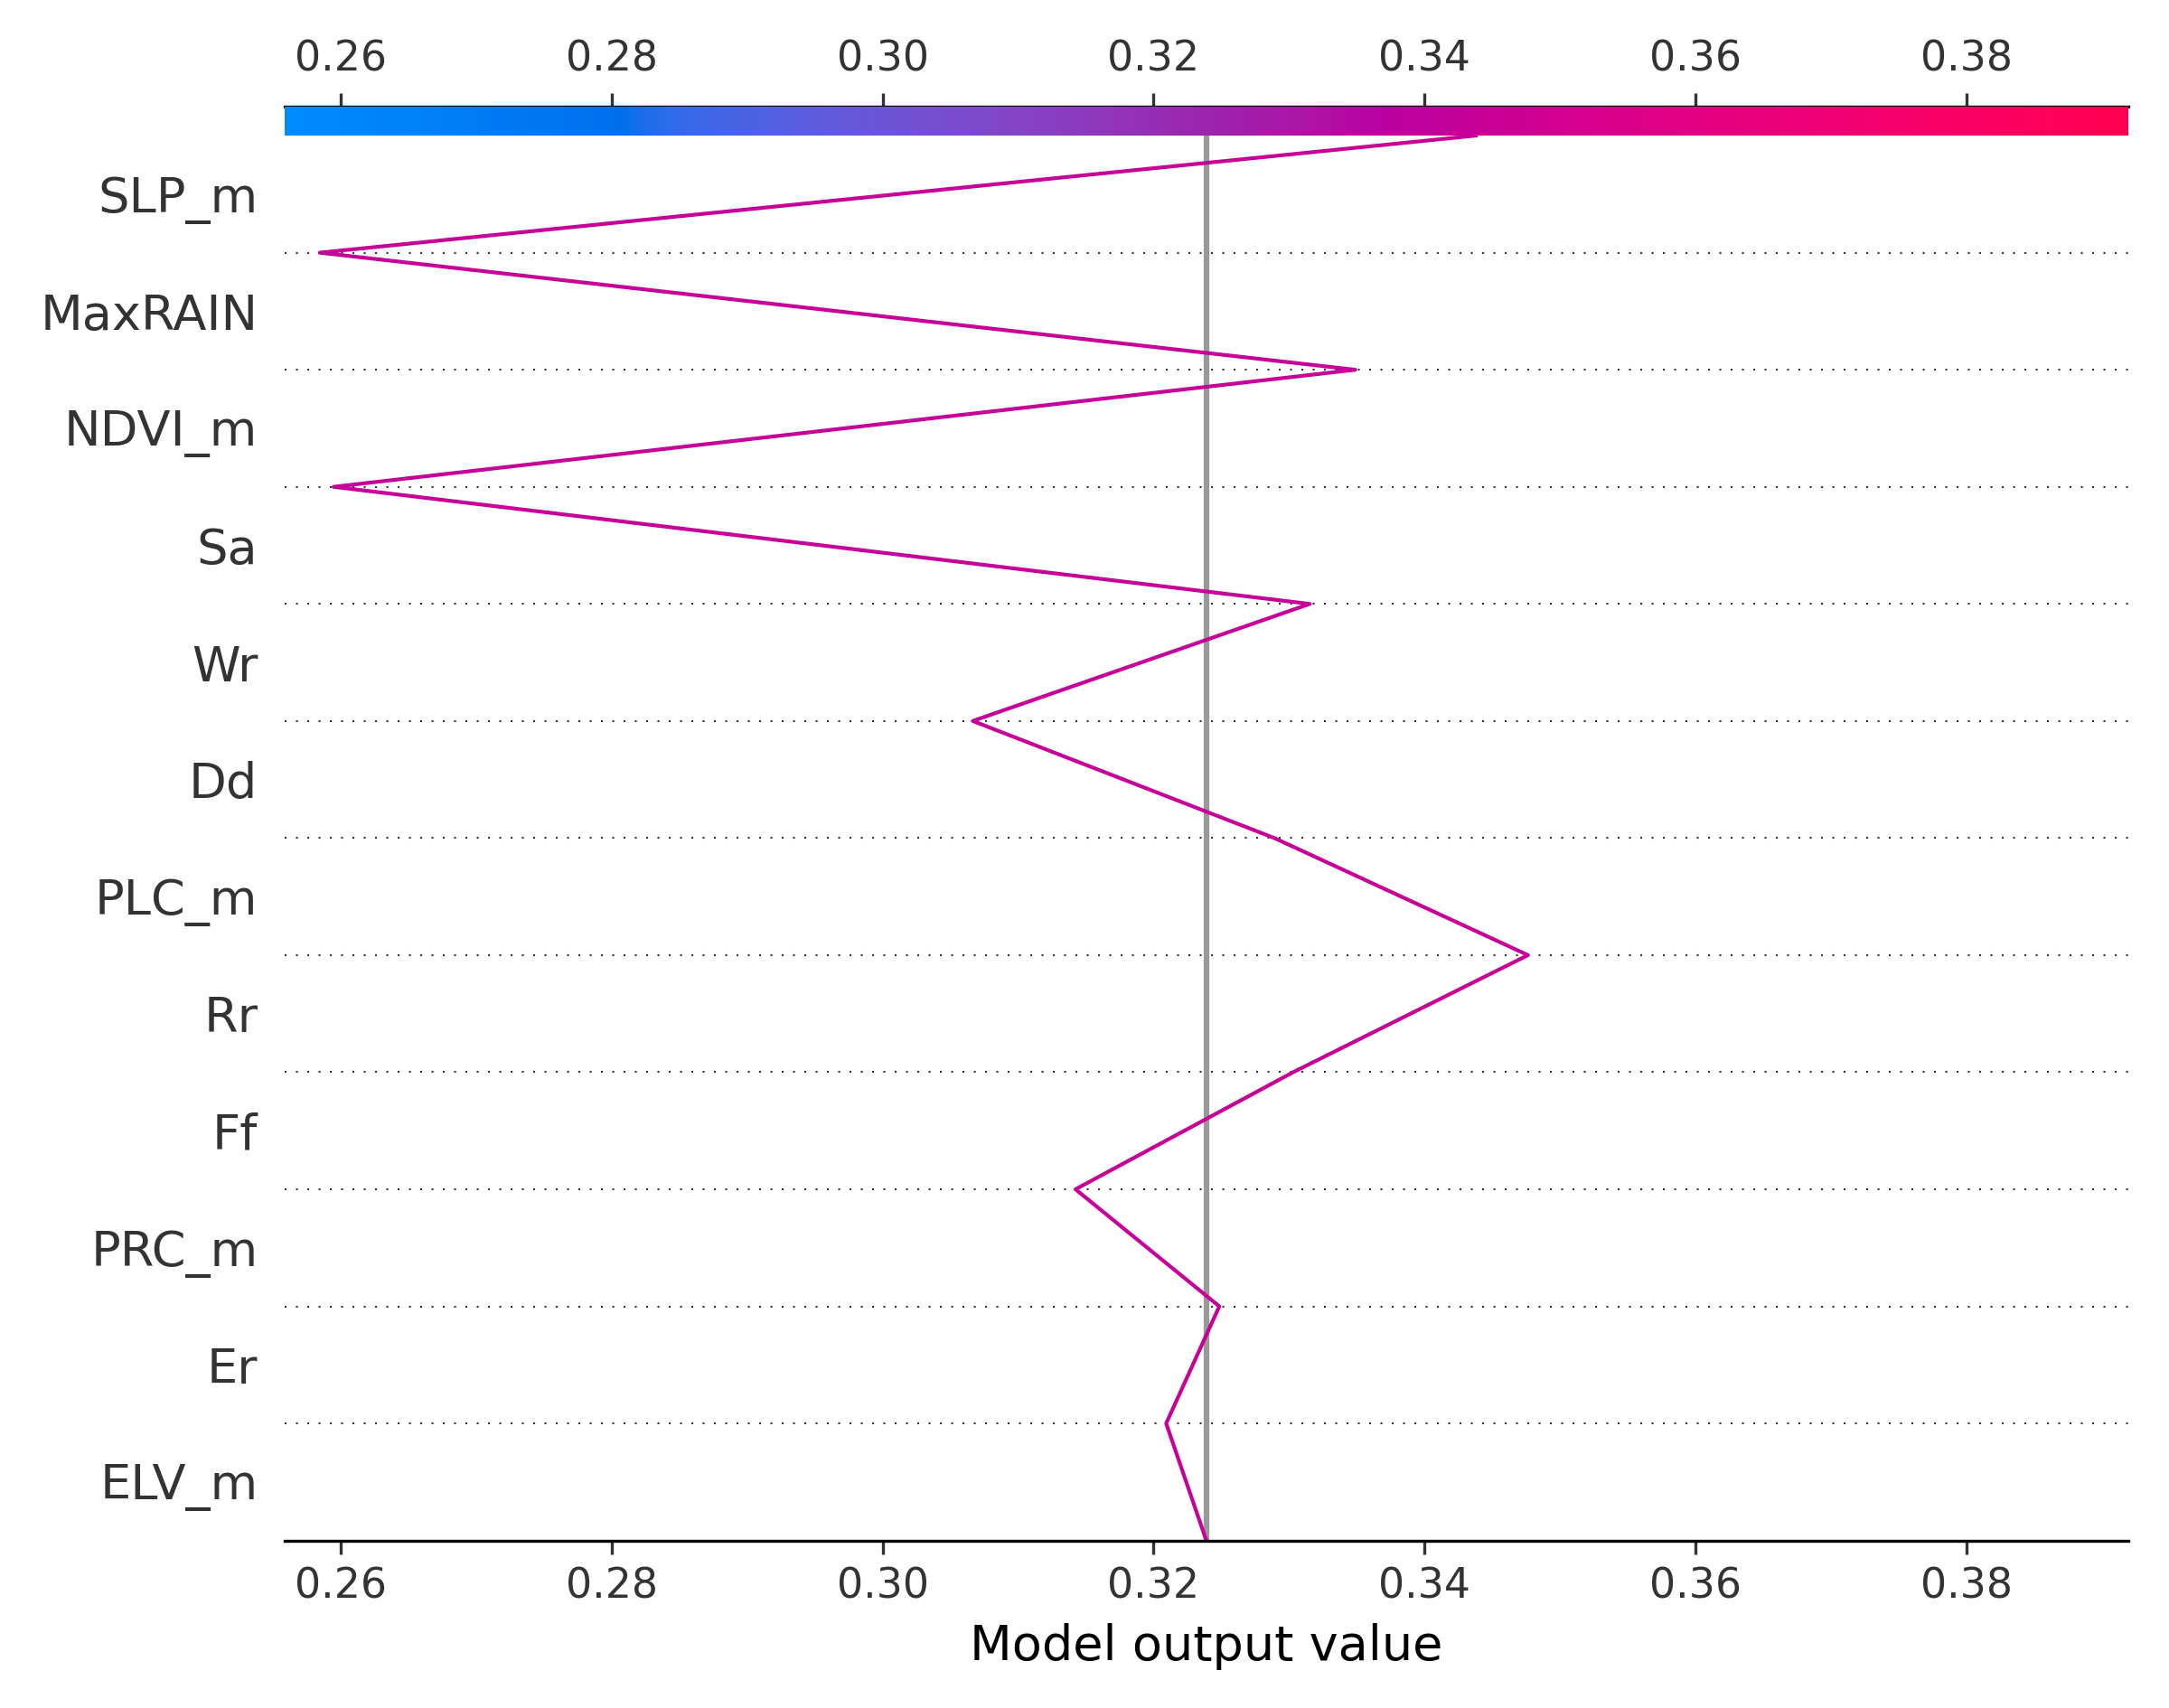 0.26 0.28 0.30 0.32 0.34 0.36 0.38
SLP_m
MaxRAIN
NDVI_m
Sa
Wr
Dd
PLC_m
Rr
Ff
PRC_m
Er
ELV_m
0.26 0.28 0.30 0.32 0.34 0.36 0.38
Model output value